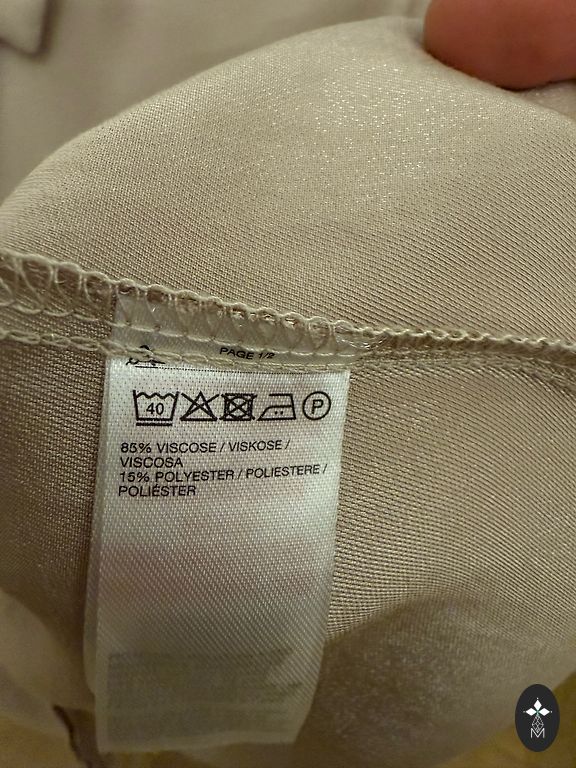 PAGE 1/2
40 P
85% VISCOSE / VISKOSE /
VISCOSA
15% POLYESTER / POLIESTERE /
POLIÉSTER
M